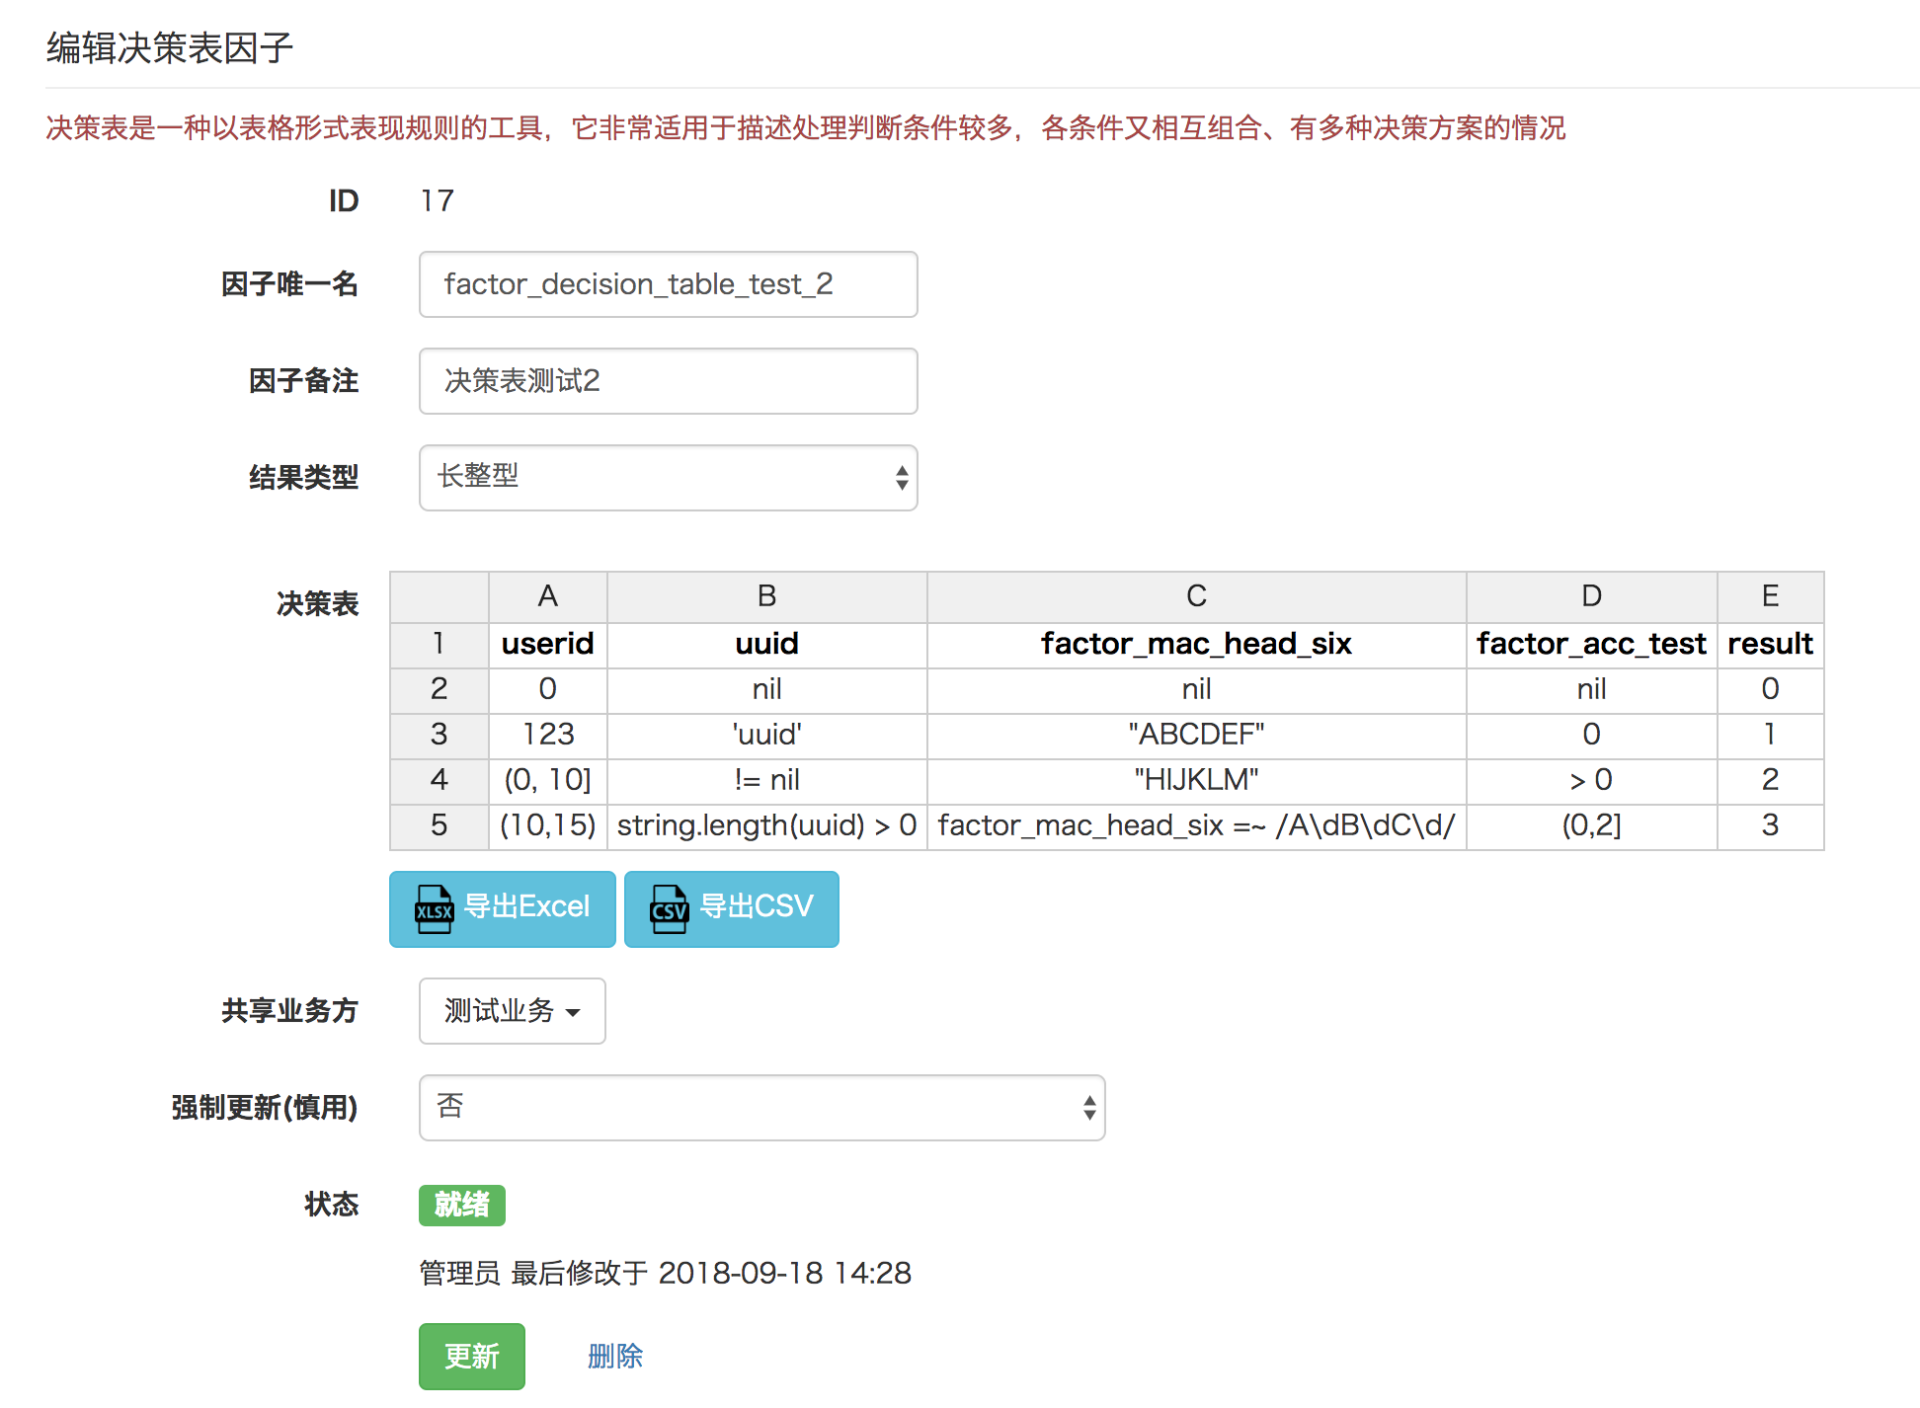 编辑决策表因子
决策表是一种以表格形式表现规则的工具，它非常适用于描述处理判断条件较多，各条件又相互组合、有多种决策方案的情况
ID 17
因子唯一名 factor_decision_table_test_2
因子备注 决策表测试2
结果类型 长整型
决策表
A B C D E
1 userid uuid factor_mac_head_six factor_acc_test result
2 0 nil nil nil 0
3 123 'uuid' "ABCDEF" 0 1
4 (0, 10] != nil "HIJKLM" > 0 2
5 (10,15) string.length(uuid) > 0 factor_mac_head_six =~ /A\dB\dC\d/ (0,2] 3
XLSX 导出Excel CSV 导出CSV
共享业务方 测试业务
强制更新(慎用) 否
状态 就绪
管理员 最后修改于 2018-09-18 14:28
更新 删除